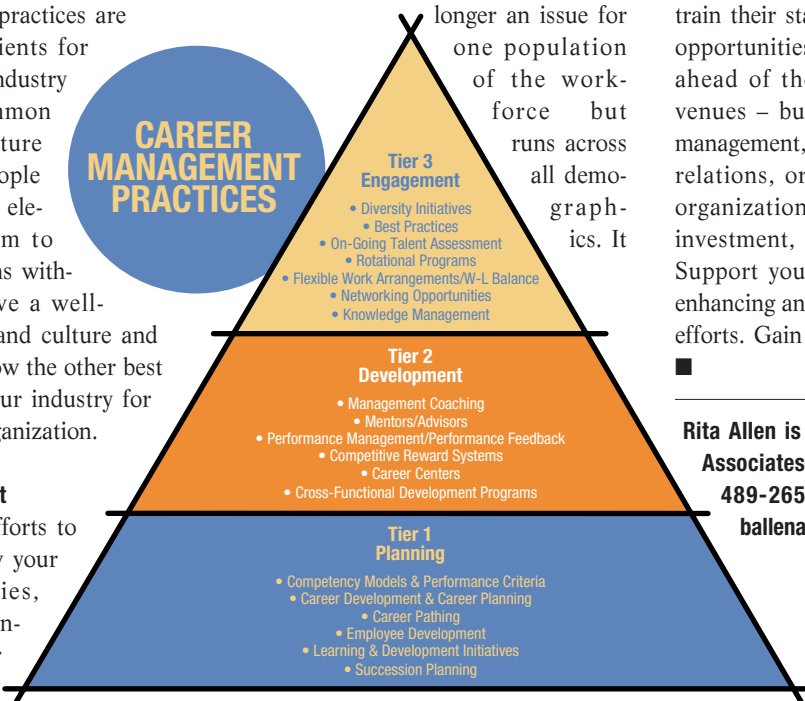 practices are
ients for
ndustry
mmon
ture
ople
ele-
m to
ns with-
ve a well-
and culture and
ow the other best
ur industry for
ganization.
t
forts to
y your
ies,
n-
CAREER
MANAGEMENT
PRACTICES
Tier 3
Engagement
• Diversity Initiatives
• Best Practices
• On-Going Talent Assessment
• Rotational Programs
• Flexible Work Arrangements/W-L Balance
• Networking Opportunities
• Knowledge Management
Tier 2
Development
• Management Coaching
• Mentors/Advisors
• Performance Management/Performance Feedback
• Competitive Reward Systems
• Career Centers
• Cross-Functional Development Programs
Tier 1
Planning
• Competency Models & Performance Criteria
• Career Development & Career Planning
• Career Pathing
• Employee Development
• Learning & Development Initiatives
• Succession Planning
longer an issue for
one population
of the work-
force but
runs across
all demo-
graph-
ics. It
train their sta
opportunities
ahead of the
venues – bu
management,
relations, or
organization
investment,
Support you
enhancing an
efforts. Gain
■
Rita Allen is
Associates
489-265
ballena